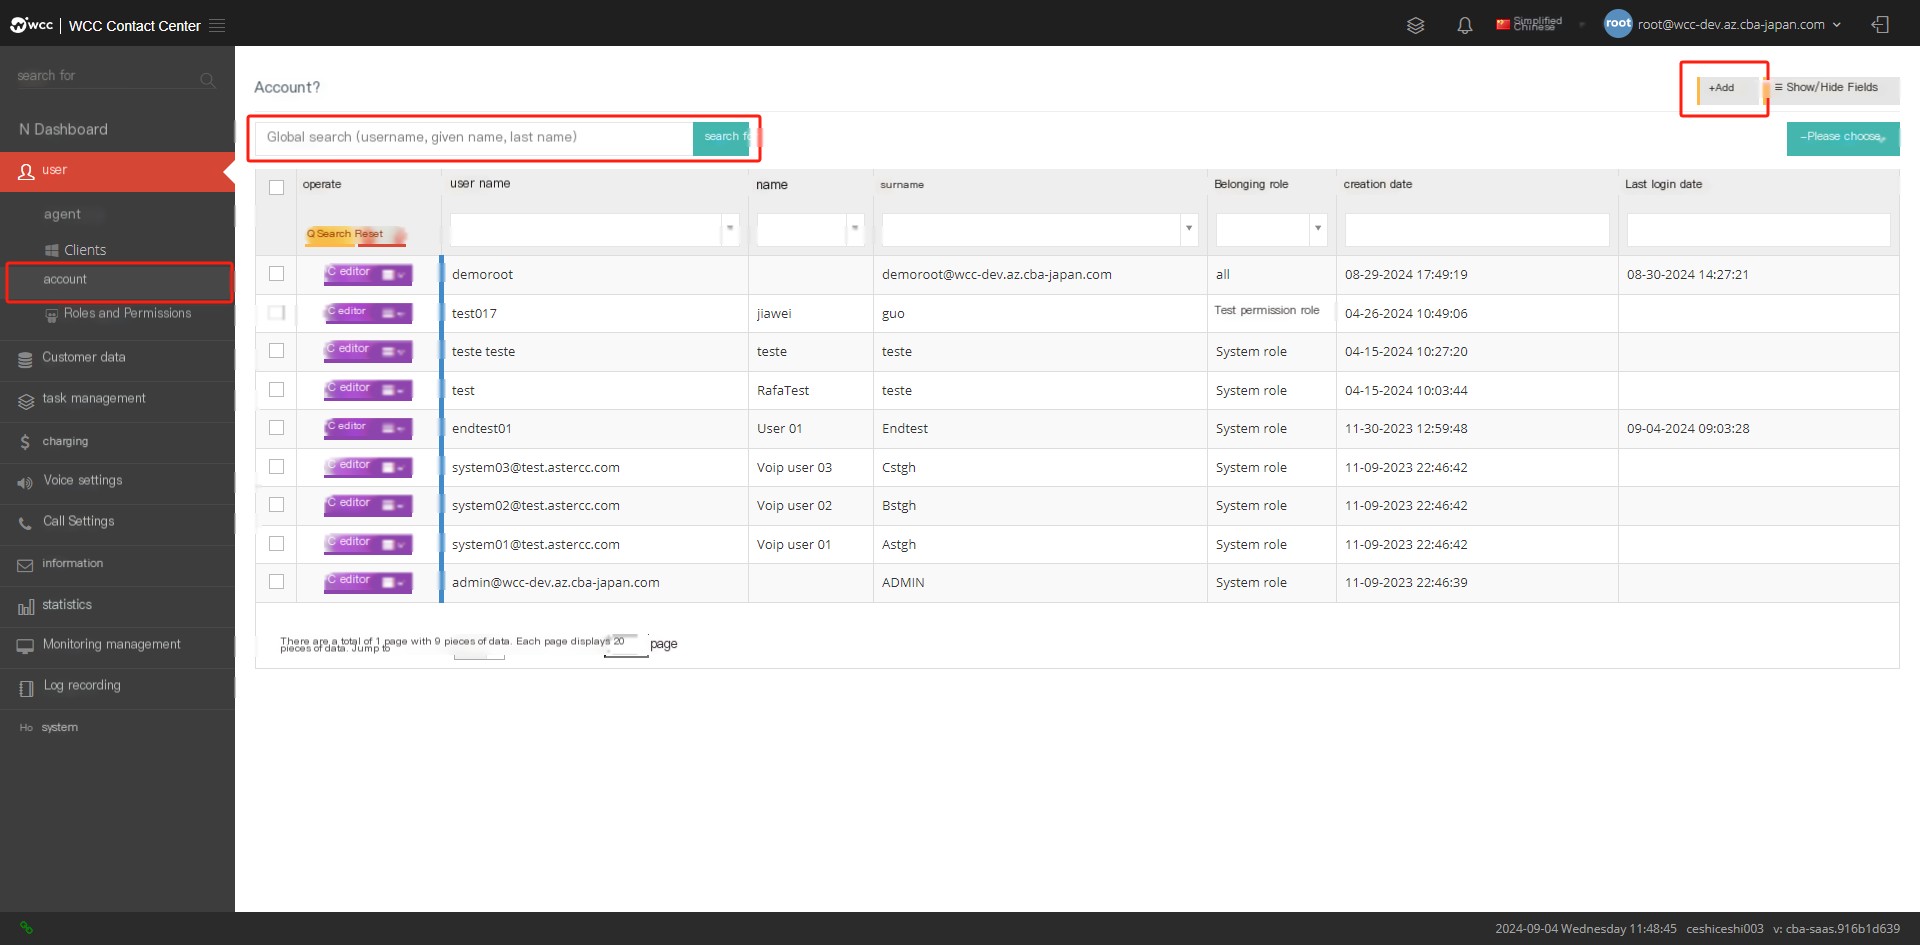 wcc | WCC Contact Center
Simplified Chinese
root
root@wcc-dev.az.cba-japan.com
search for
N Dashboard
user
agent
Clients
account
Roles and Permissions
Customer data
task management
charging
Voice settings
Call Settings
information
statistics
Monitoring management
Log recording
Ho system
Account?
+Add
Show/Hide Fields
Global search (username, given name, last name)
search
~Please choose
operate user name name surname Belonging role creation date Last login date
Q Search Reset
C editor demoroot demoroot@wcc-dev.az.cba-japan.com all 08-29-2024 17:49:19 08-30-2024 14:27:21
C editor test017 jiawei guo Test permission role 04-26-2024 10:49:06
C editor teste teste teste teste System role 04-15-2024 10:27:20
C editor test RafaTest teste System role 04-15-2024 10:03:44
C editor endtest01 User 01 Endtest System role 11-30-2023 12:59:48 09-04-2024 09:03:28
C editor system03@test.astercc.com Voip user 03 Cstgh System role 11-09-2023 22:46:42
C editor system02@test.astercc.com Voip user 02 Bstgh System role 11-09-2023 22:46:42
C editor system01@test.astercc.com Voip user 01 Astgh System role 11-09-2023 22:46:42
C editor admin@wcc-dev.az.cba-japan.com ADMIN System role 11-09-2023 22:46:39
There are a total of 1 page with 9 pieces of data. Each page displays 20
pieces of data. Jump to
page
2024-09-04 Wednesday 11:48:45 ceshiceshi003 v: cba-saas.916b1d639